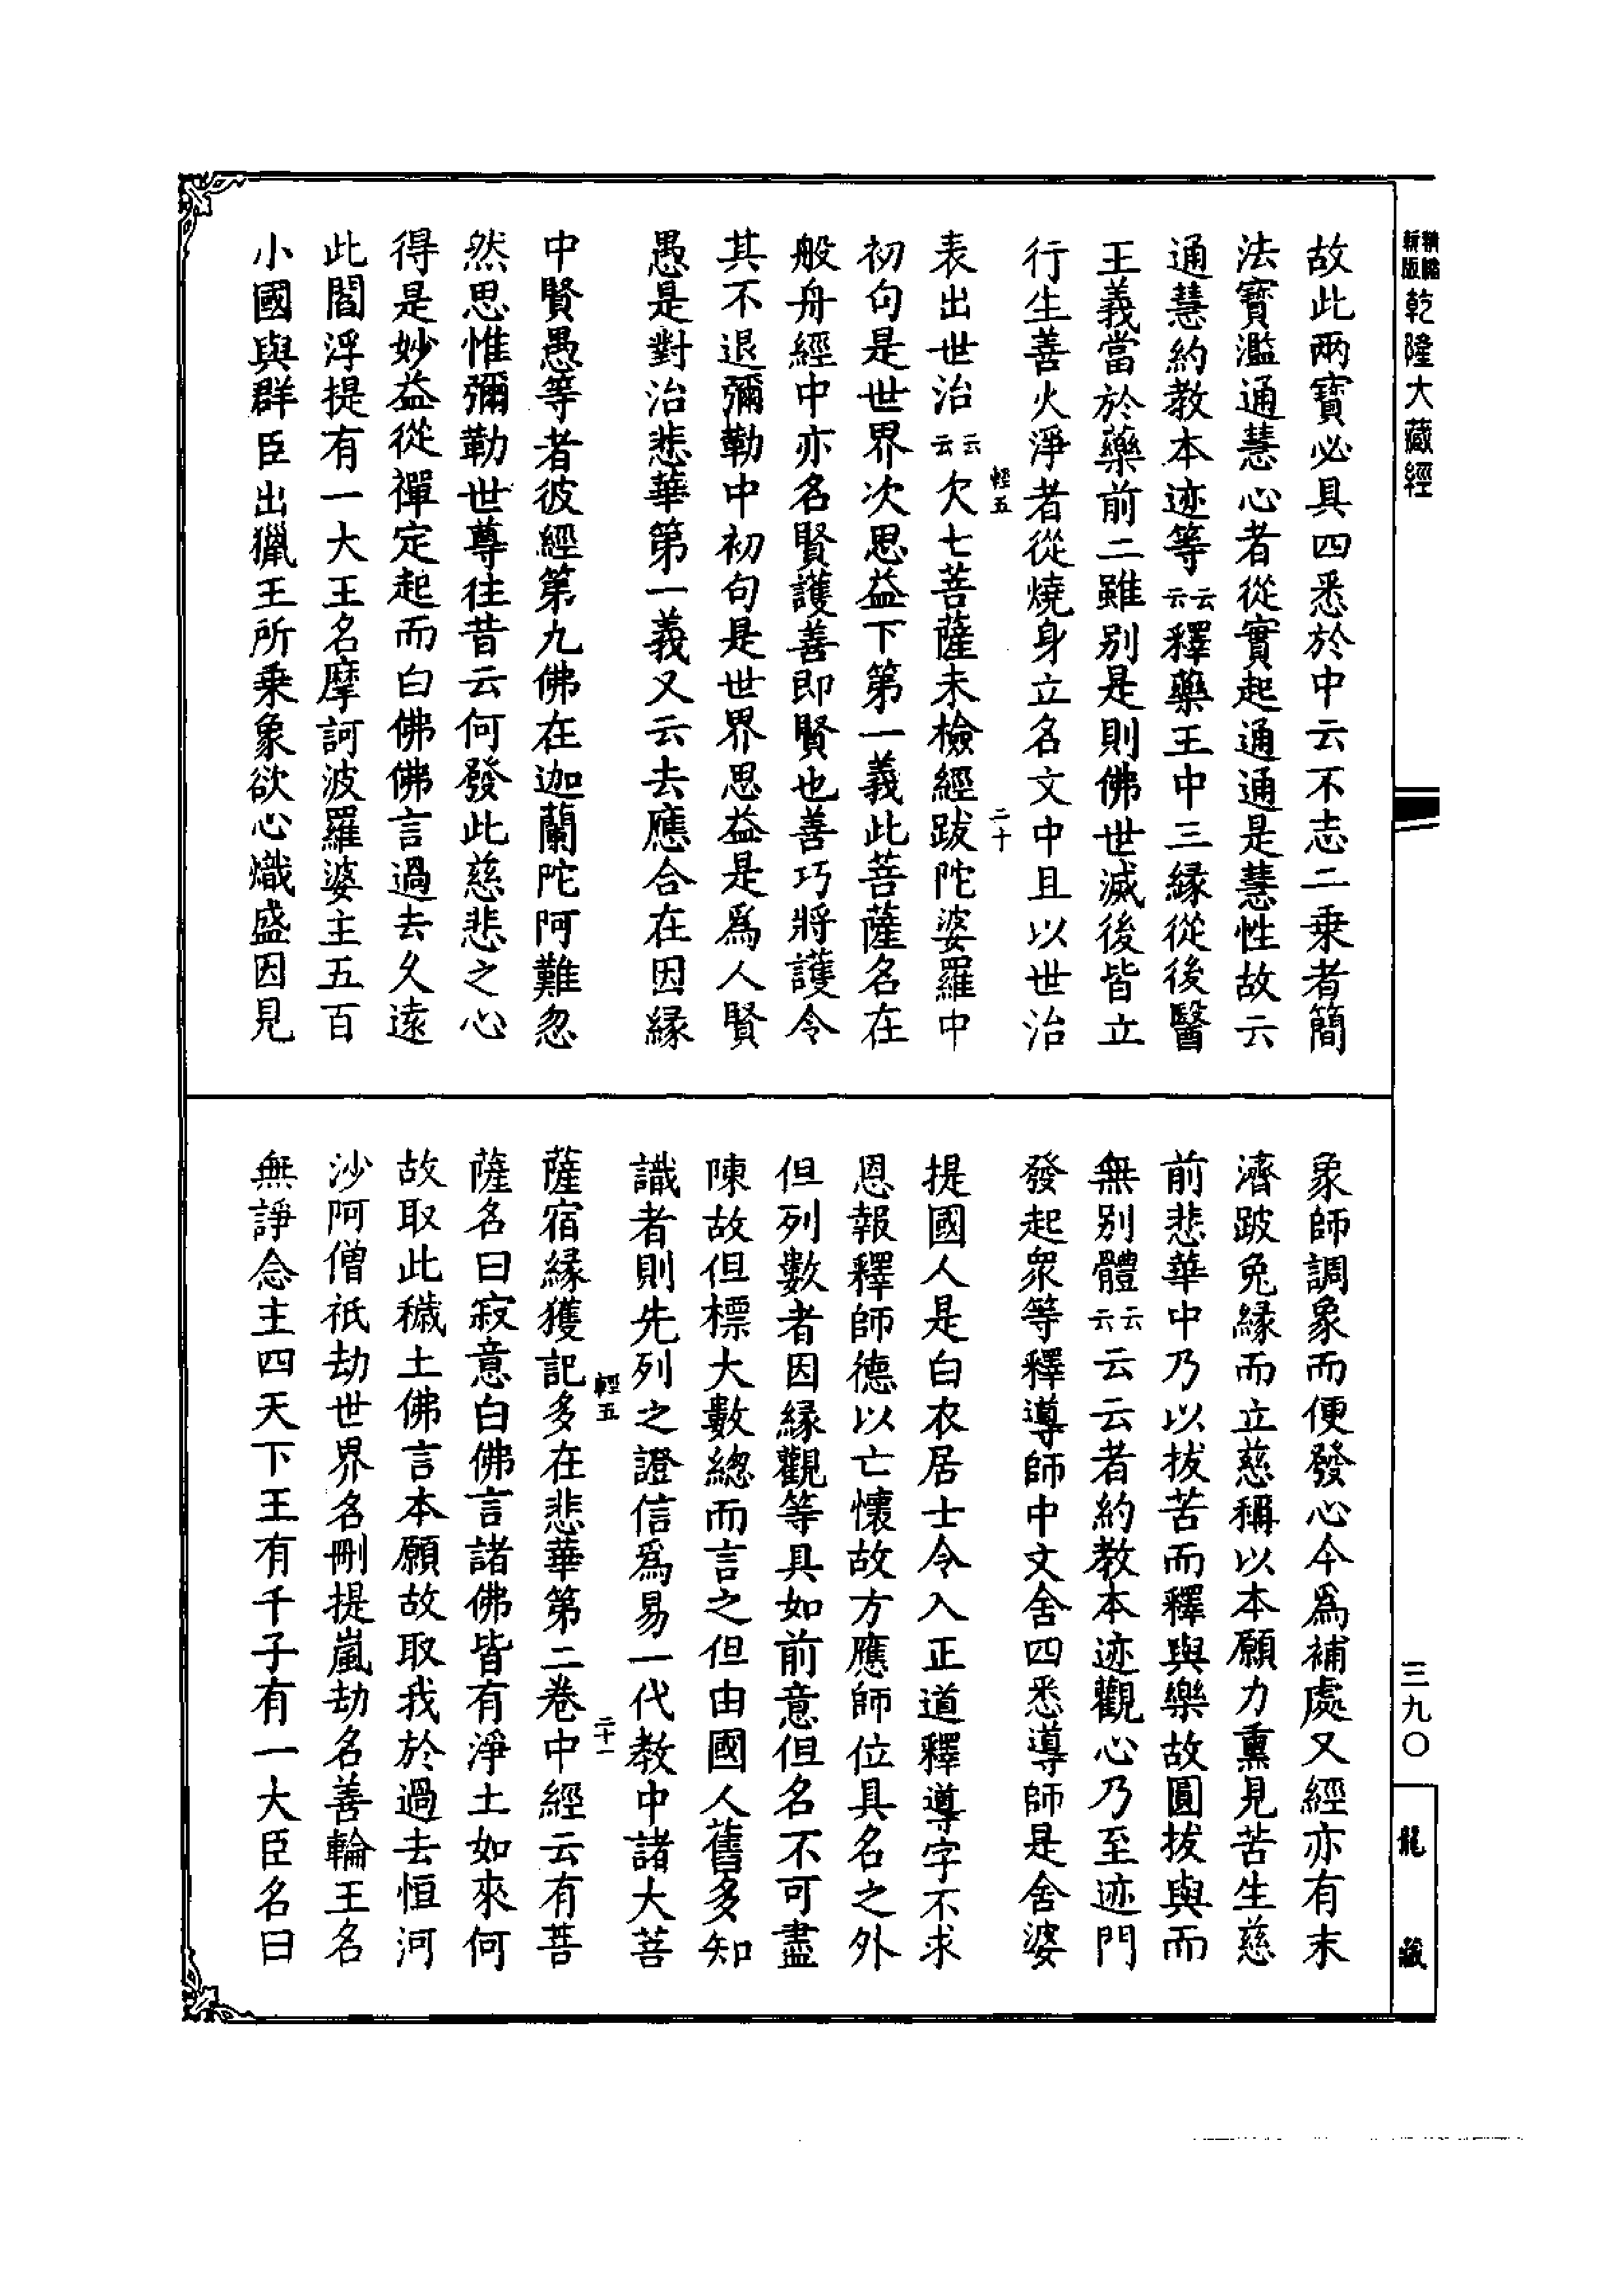 乾隆大藏經
故此兩寶必具四悉於中云不志二乗者簡
法寶濫通慧心者從實起通通是慧性故云
通慧約教本迹等云云釋藥王中三縁從後醫
王義當於藥前二雖别是則佛世滅後皆立
行生善火淨者從燒身立名文中且以世治
輕五
二十
表出世治云云欠七菩薩未檢經跋陀婆羅中
初句是世界次思益下第一義此菩薩名在
般舟經中亦名賢護善即賢也善巧將護令
其不退彌勒中初句是世界思益是爲人賢
愚是對治悲華第一義又云去應合在因縁
中賢愚等者彼經第九佛在迦蘭陀阿難忽
然思惟彌勒世尊往昔云何發此慈悲之心
得是妙益從禪定起而白佛佛言過去久遠
此閻浮提有一大王名摩訶波羅婆主五百
小國與群臣出獵王所乗象欲心熾盛因見
象師調象而便發心今爲補處又經亦有末
濟跛兔縁而立慈稱以本願力熏見苦生慈
前悲華中乃以拔苦而釋與樂故圓拔與而
無别體云云云云者約教本迹觀心乃至迹門
發起衆等釋導師中文舍四悉導師是舍婆
提國人是白衣居士令入正道釋導字不求
恩報釋師德以亡懷故方應師位具名之外
但列數者因縁觀等具如前意但名不可盡
陳故但標大數總而言之但由國人舊多知
識者則先列之證信爲易一代教中諸大菩
輕五
二十一
薩宿縁獲記多在悲華第二卷中經云有菩
薩名曰寂意白佛言諸佛皆有淨土如來何
故取此穢土佛言本願故取我於過去恒河
沙阿僧祇劫世界名刪提嵐劫名善輪王名
無諍念主四天下王有千子有一大臣名曰
三九〇
龍藏